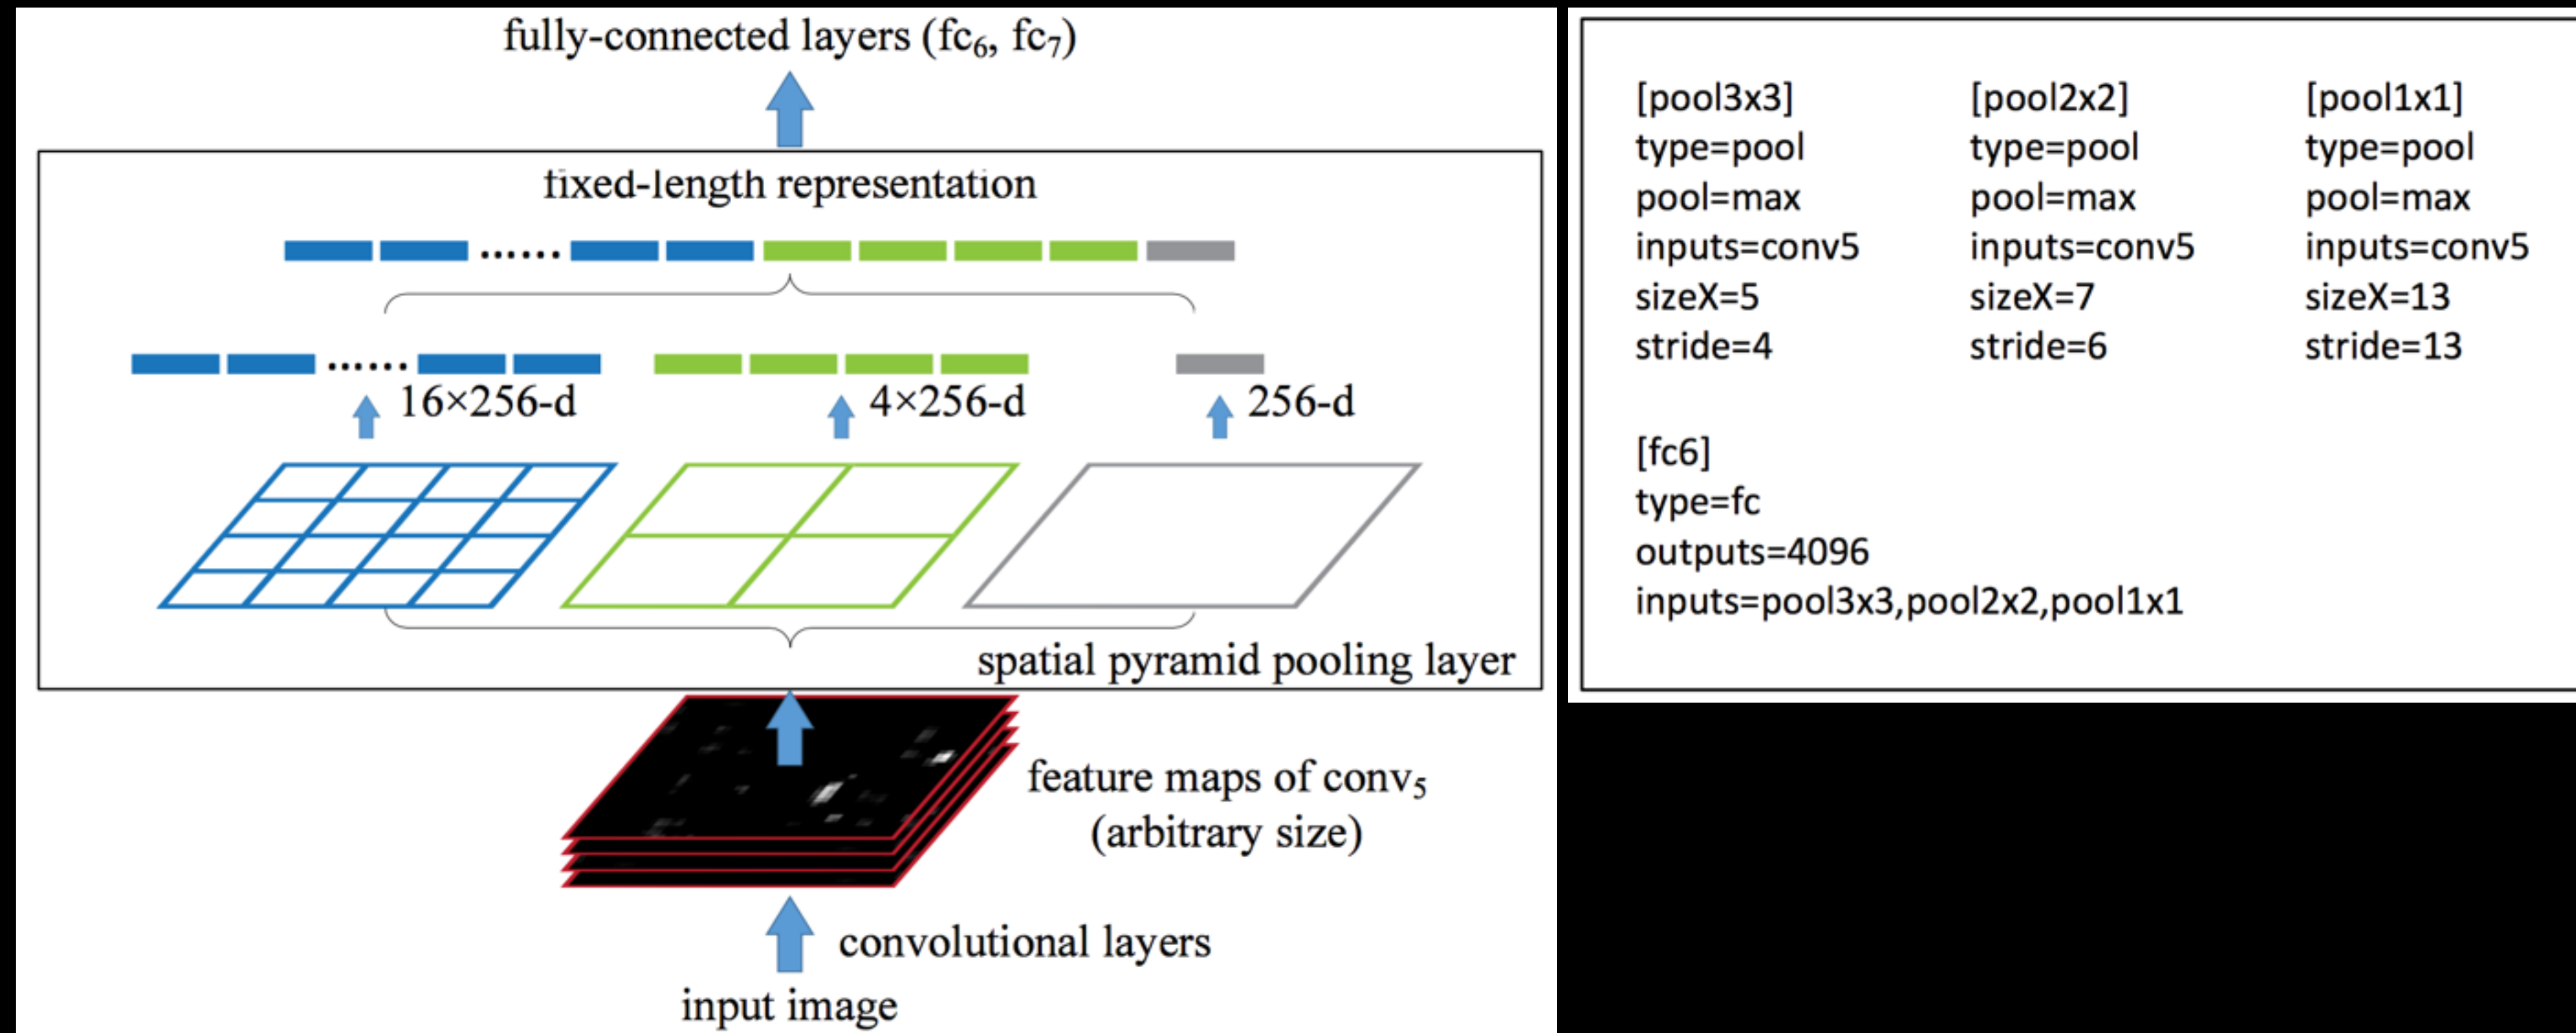 fully-connected layers (fc₆, fc₇)
fixed-length representation
16×256-d
4×256-d
256-d
spatial pyramid pooling layer
feature maps of conv₅
(arbitrary size)
convolutional layers
input image
[pool3x3]
type=pool
pool=max
inputs=conv5
sizeX=5
stride=4
[pool2x2]
type=pool
pool=max
inputs=conv5
sizeX=7
stride=6
[pool1x1]
type=pool
pool=max
inputs=conv5
sizeX=13
stride=13
[fc6]
type=fc
outputs=4096
inputs=pool3x3,pool2x2,pool1x1